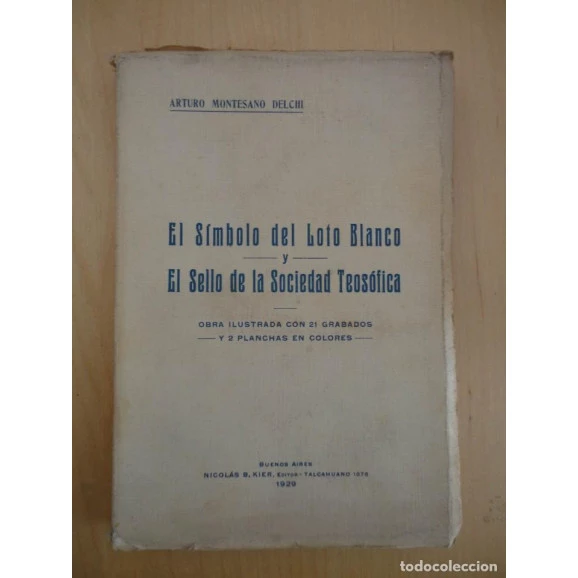 ARTURO MONTESANO DELCHI
El Símbolo del Loto Blanco
y
El Sello de la Sociedad Teosófica
OBRA ILUSTRADA CON 21 GRABADOS
Y 2 PLANCHAS EN COLORES
BUENOS AIRES
NICOLÁS B. KIER, EDITOR - TALCAHUANO 1075
1929
todocoleccion